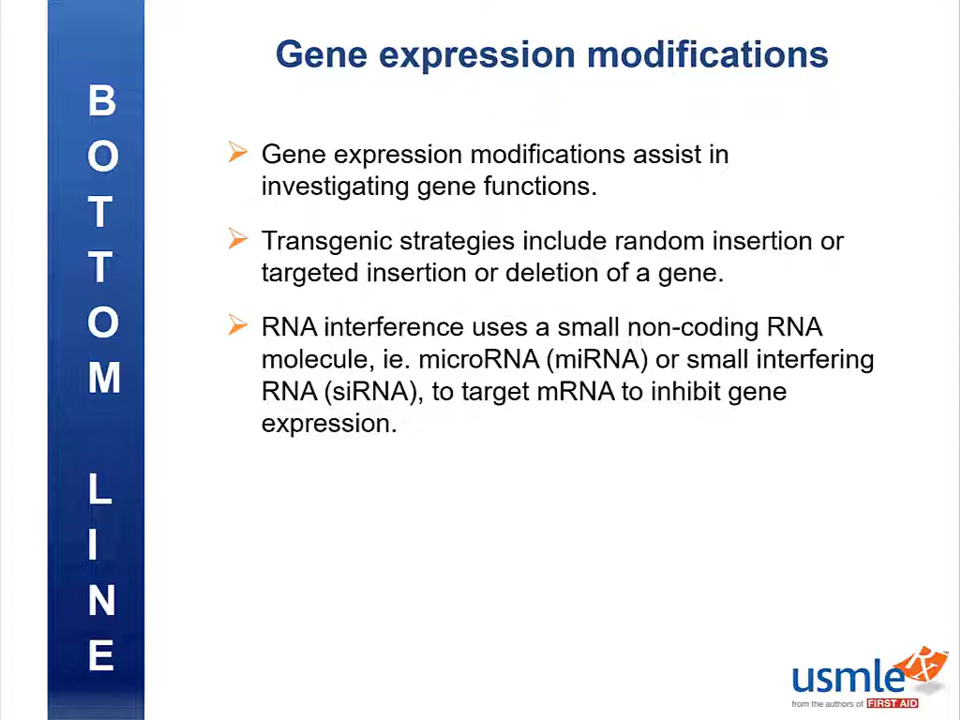 Gene expression modifications
BOTTOM LINE
Gene expression modifications assist in
investigating gene functions.
Transgenic strategies include random insertion or
targeted insertion or deletion of a gene.
RNA interference uses a small non-coding RNA
molecule, ie. microRNA (miRNA) or small interfering
RNA (siRNA), to target mRNA to inhibit gene
expression.
usmle Rx
from the authors of FIRST AID